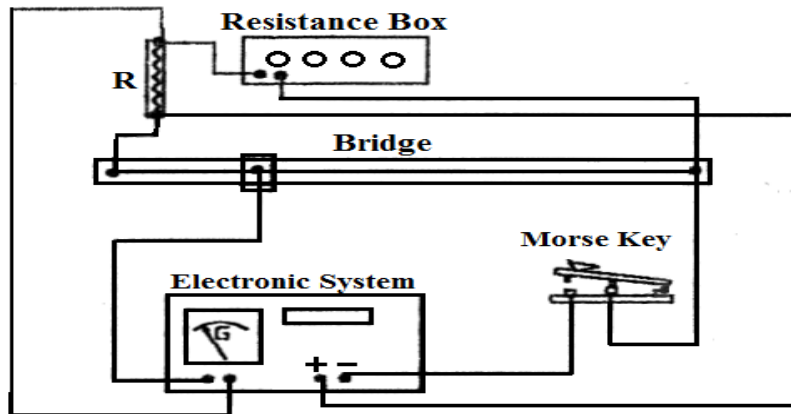 Resistance Box
R
Bridge
Morse Key
Electronic System
G
+ −